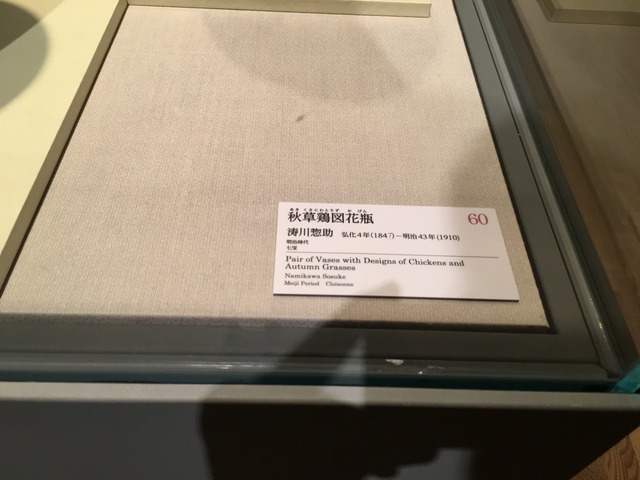 あき くさ にわとり ず か びん
秋草鶏図花瓶 60
涛川惣助 弘化4年(1847)－明治43年(1910)
明治時代
七宝
Pair of Vases with Designs of Chickens and
Autumn Grasses
Namikawa Sosuke
Meiji Period Cloisonne